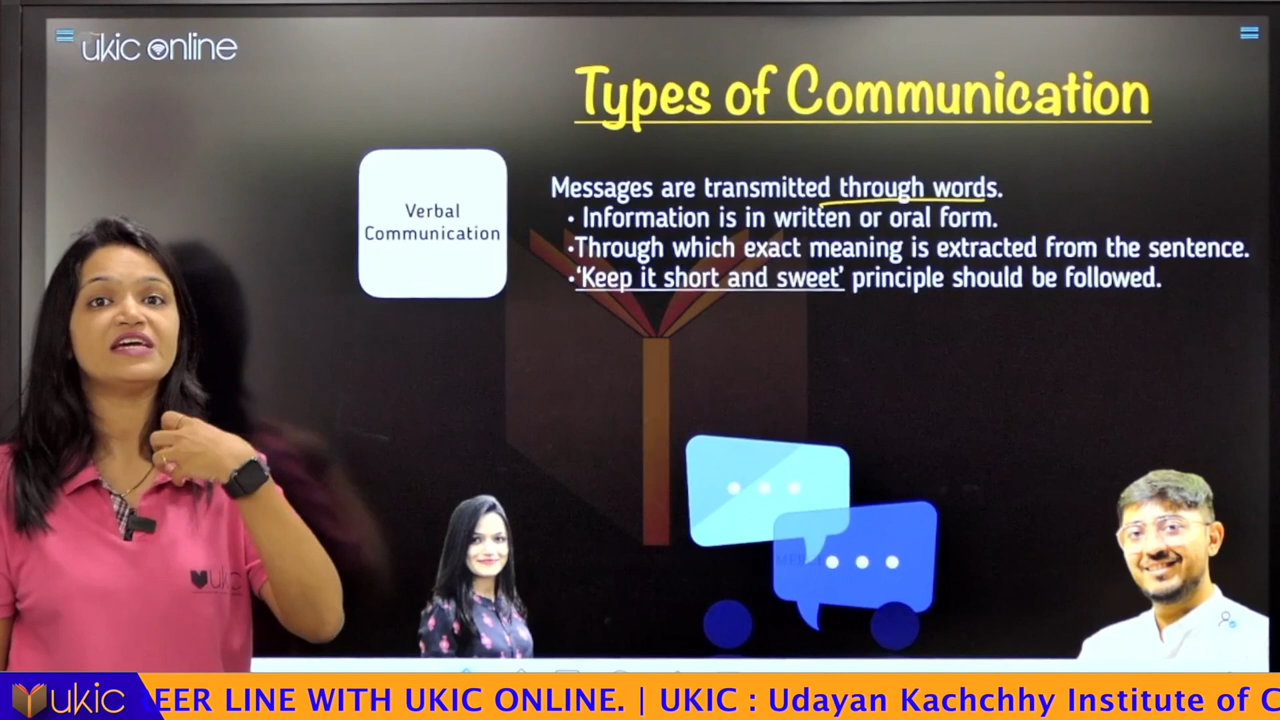 ukic online
Types of Communication
Verbal
Communication
Messages are transmitted through words.
• Information is in written or oral form.
•Through which exact meaning is extracted from the sentence.
•'Keep it short and sweet' principle should be followed.
ukic
ukic
EER LINE WITH UKIC ONLINE. | UKIC : Udayan Kachchhy Institute of C